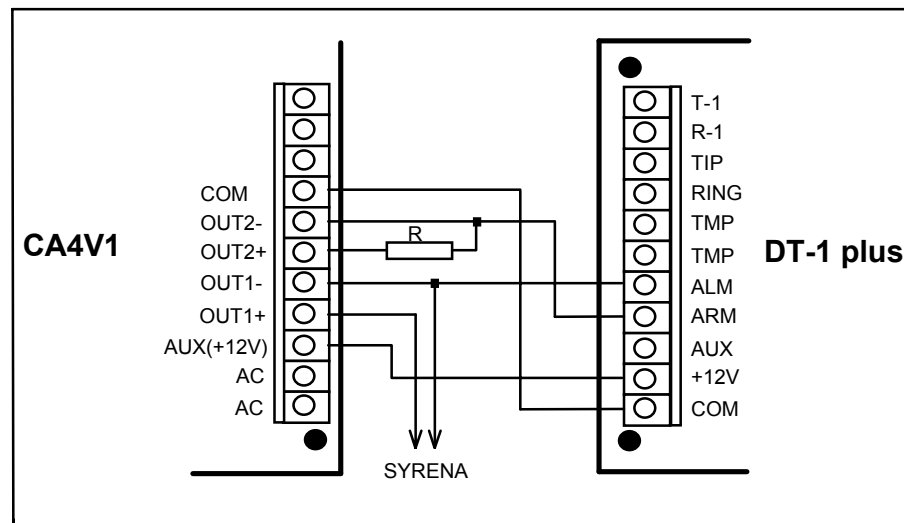 CA4V1
COM
OUT2-
OUT2+
OUT1-
OUT1+
AUX(+12V)
AC
AC
R
SYRENA
T-1
R-1
TIP
RING
TMP
TMP
ALM
ARM
AUX
+12V
COM
DT-1 plus